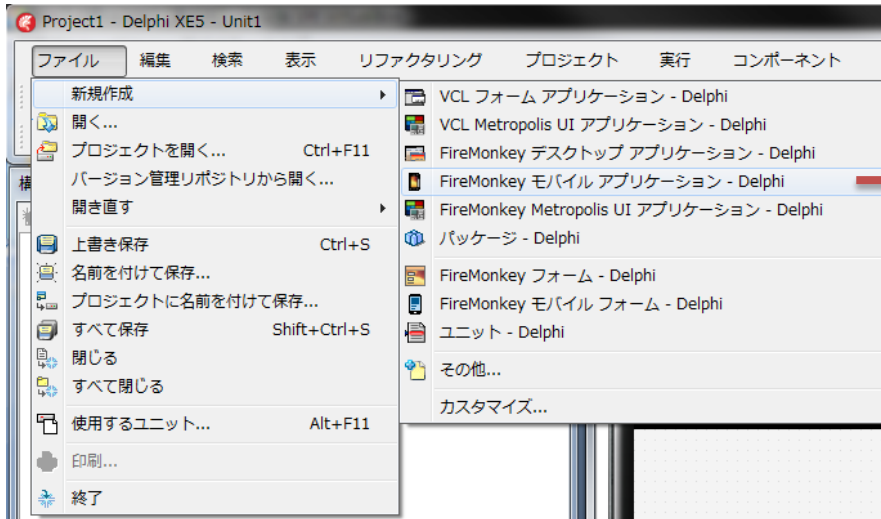 Project1 - Delphi XE5 - Unit1
ファイル 編集 検索 表示 リファクタリング プロジェクト 実行 コンポーネント
新規作成
開く...
プロジェクトを開く... Ctrl+F11
バージョン管理リポジトリから開く...
開き直す
上書き保存 Ctrl+S
名前を付けて保存...
プロジェクトに名前を付けて保存...
すべて保存 Shift+Ctrl+S
閉じる
すべて閉じる
使用するユニット... Alt+F11
印刷...
終了
VCL フォーム アプリケーション - Delphi
VCL Metropolis UI アプリケーション - Delphi
FireMonkey デスクトップ アプリケーション - Delphi
FireMonkey モバイル アプリケーション - Delphi
FireMonkey Metropolis UI アプリケーション - Delphi
パッケージ - Delphi
FireMonkey フォーム - Delphi
FireMonkey モバイル フォーム - Delphi
ユニット - Delphi
その他...
カスタマイズ...